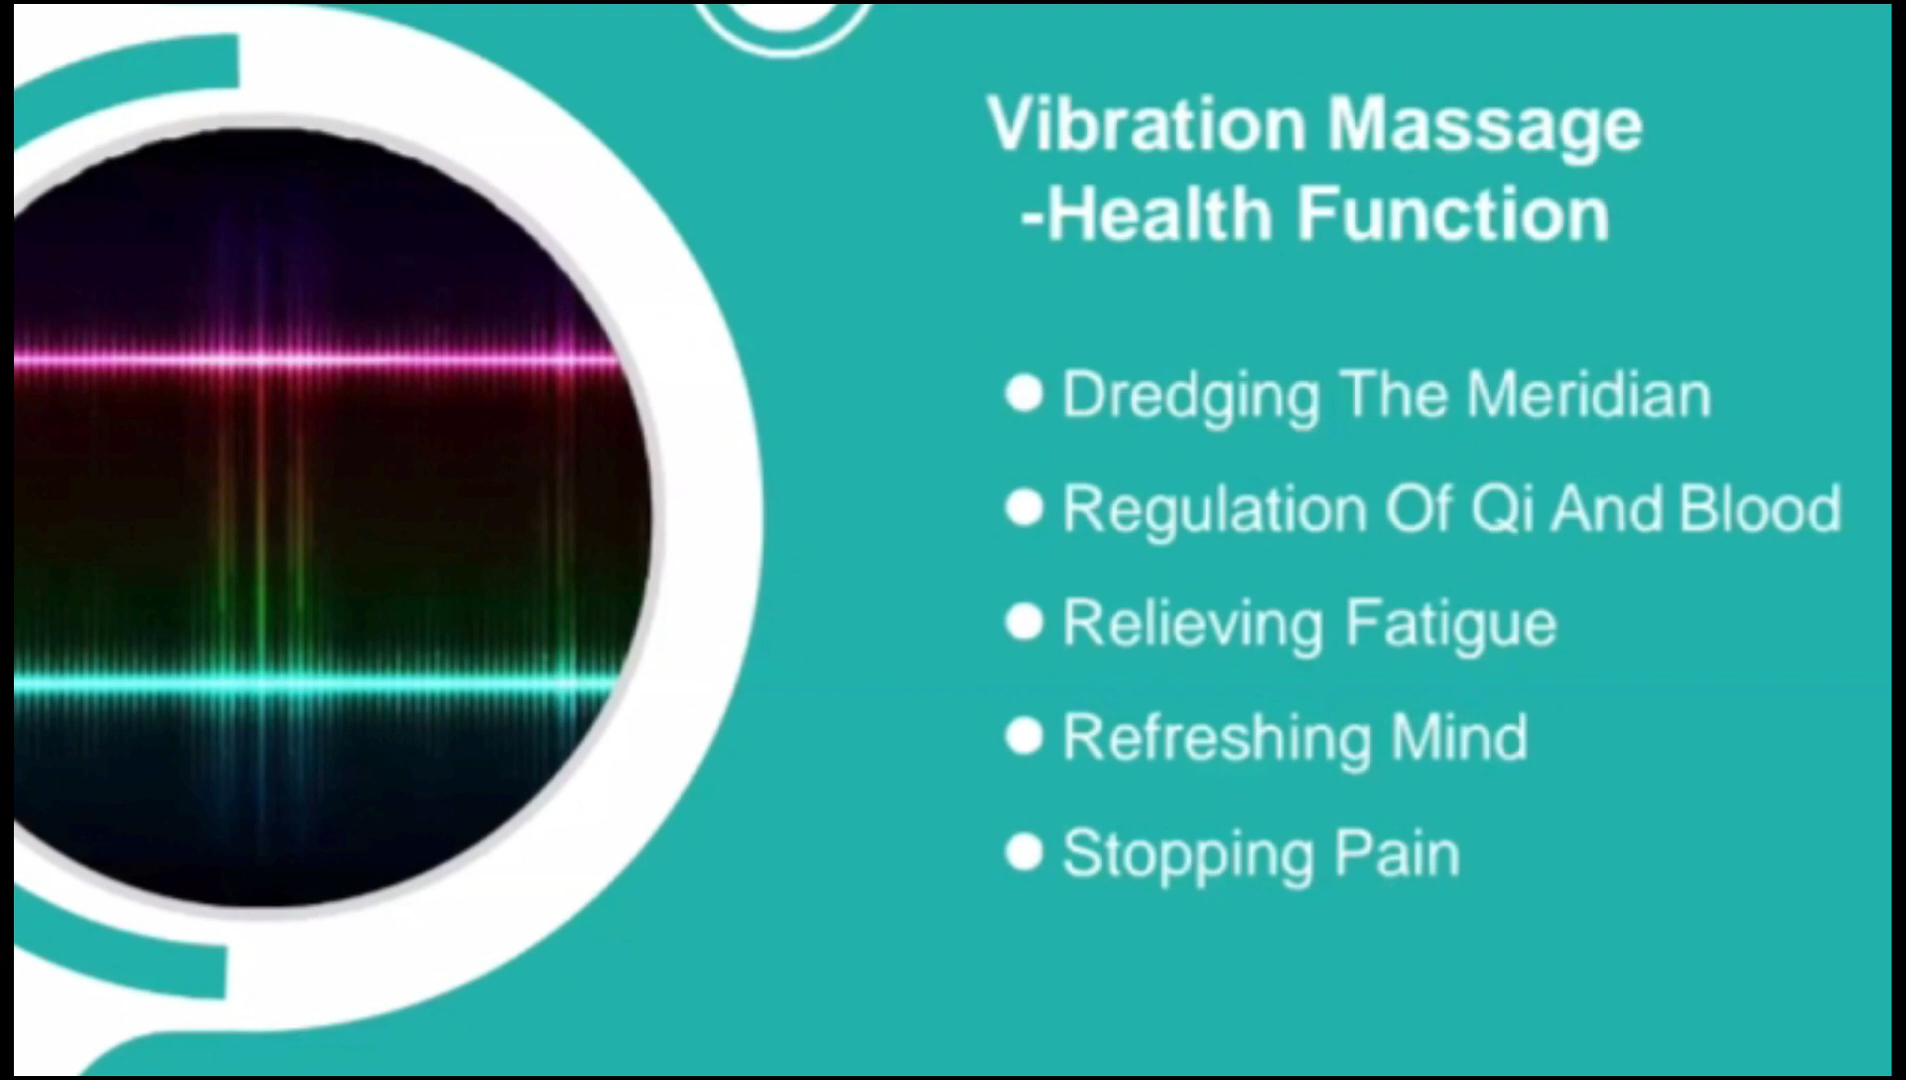 Vibration Massage
-Health Function
● Dredging The Meridian
● Regulation Of Qi And Blood
● Relieving Fatigue
● Refreshing Mind
● Stopping Pain